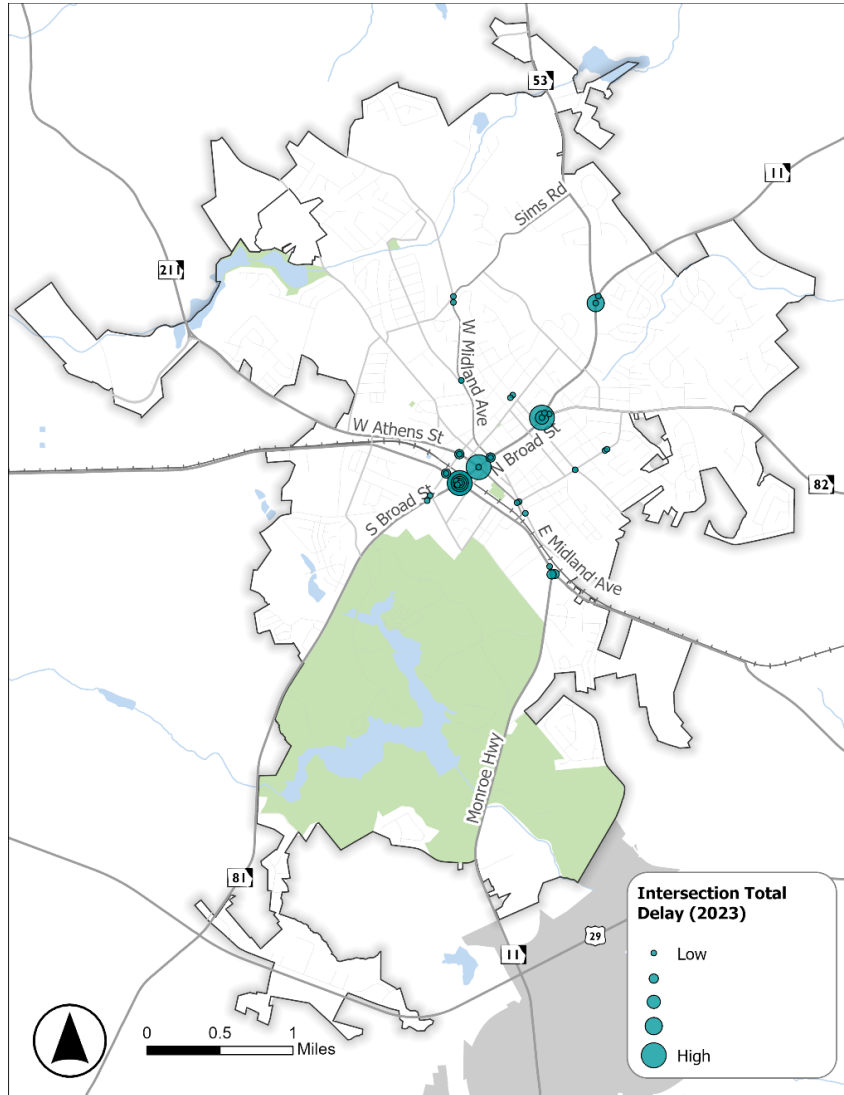 53
11
Sims Rd
211
W Midland Ave
W Athens St
N Broad St
82
S Broad St
E Midland Ave
Monroe Hwy
81
29
11
Intersection Total
Delay (2023)
Low
High
0 0.5 1
Miles